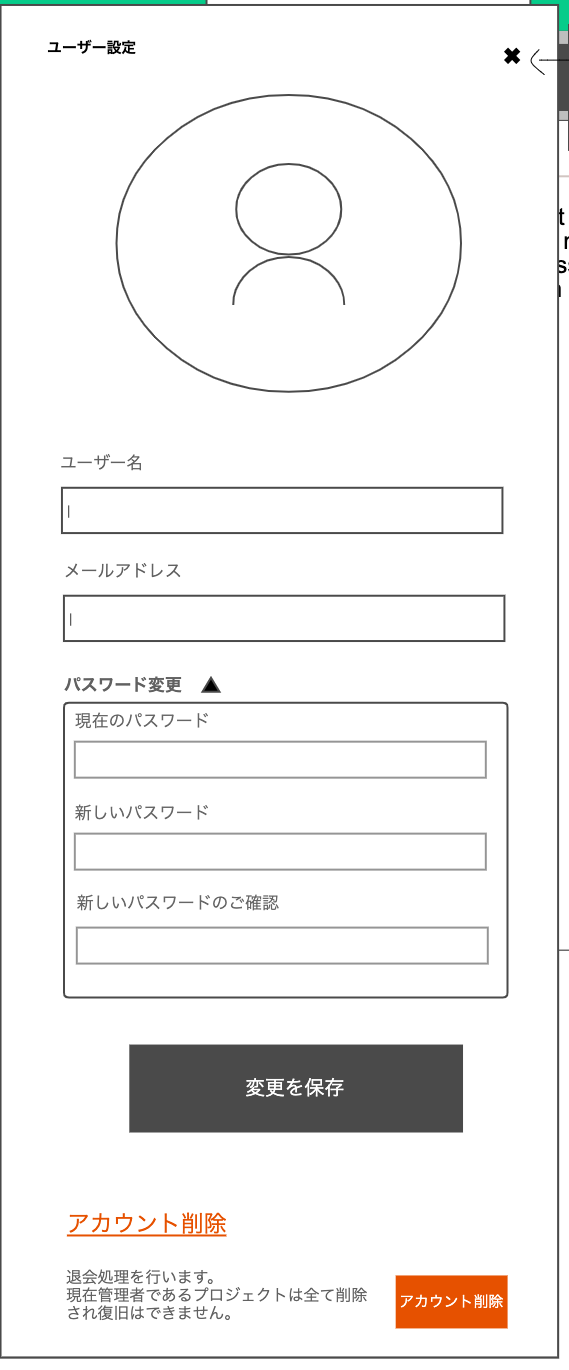 ユーザー設定
✖
ユーザー名
メールアドレス
パスワード変更 ▲
現在のパスワード
新しいパスワード
新しいパスワードのご確認
変更を保存
アカウント削除
退会処理を行います。
現在管理者であるプロジェクトは全て削除
され復旧はできません。
アカウント削除